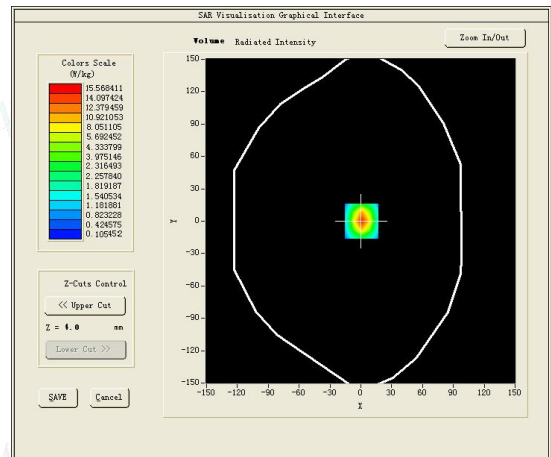 SAR Visualisation Graphical Interface
Volume Radiated Intensity
Zoom In/Out
Colors Scale
(W/kg)
15.568411
14.097424
12.379459
10.921053
8.051105
5.692452
4.333799
3.975146
2.316493
2.257840
1.819187
1.540534
1.181881
0.823228
0.424575
0.105452
Z-Cuts Control
<< Upper Cut
Z = 4.0 mm
Lower Cut >>
SAVE Cancel
150
120
90
60
30
0
-30
-60
-90
-120
-150
Y
-150 -120 -90 -60 -30 0 30 60 90 120 150
X